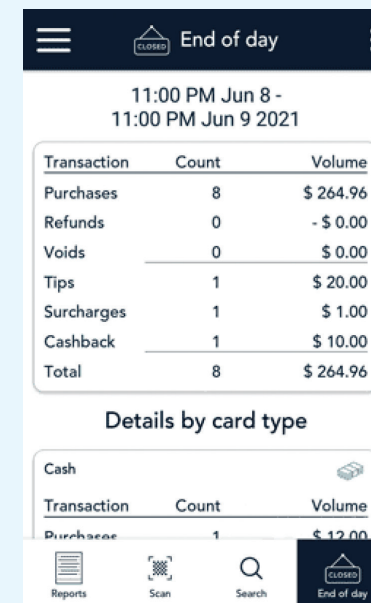 CLOSED End of day
11:00 PM Jun 8 -
11:00 PM Jun 9 2021
Transaction Count Volume
Purchases 8 $ 264.96
Refunds 0 - $ 0.00
Voids 0 $ 0.00
Tips 1 $ 20.00
Surcharges 1 $ 1.00
Cashback 1 $ 10.00
Total 8 $ 264.96
Details by card type
Cash
Transaction Count Volume
Purchases 1 $ 12.00
CLOSED
Reports Scan Search End of day